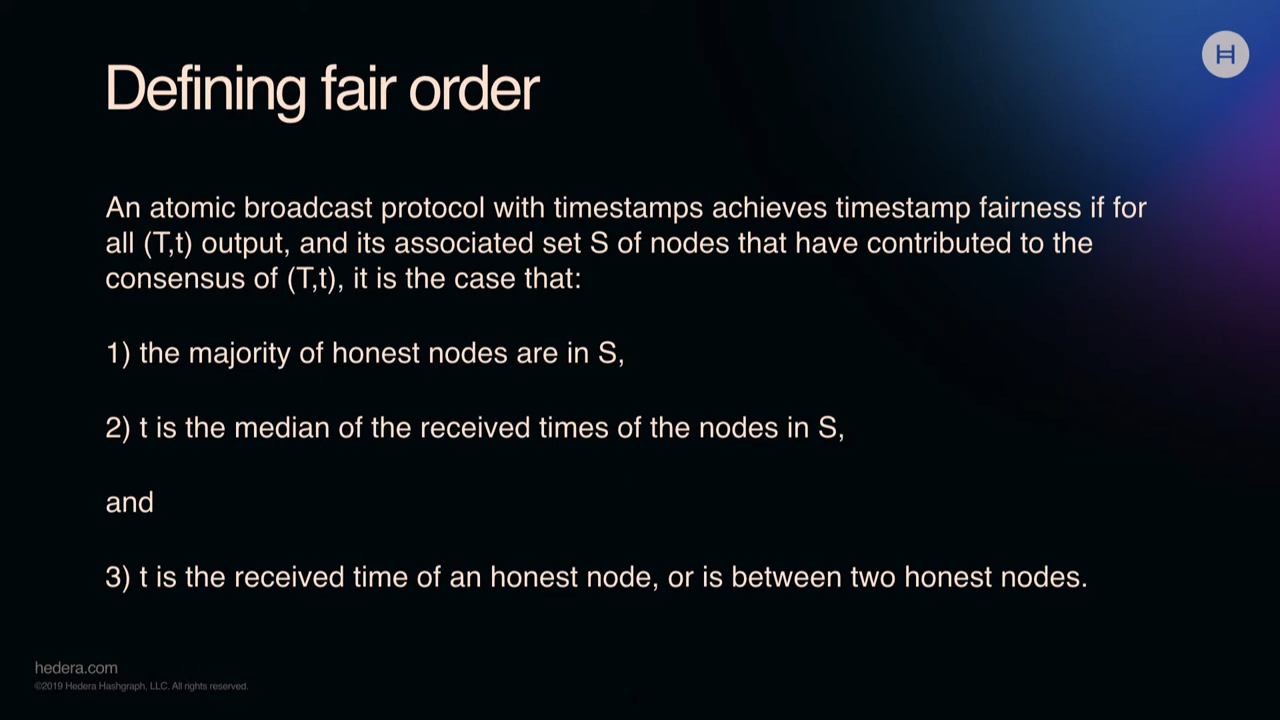 Defining fair order
An atomic broadcast protocol with timestamps achieves timestamp fairness if for
all (T,t) output, and its associated set S of nodes that have contributed to the
consensus of (T,t), it is the case that:
1) the majority of honest nodes are in S,
2) t is the median of the received times of the nodes in S,
and
3) t is the received time of an honest node, or is between two honest nodes.
hedera.com
©2019 Hedera Hashgraph, LLC. All rights reserved.